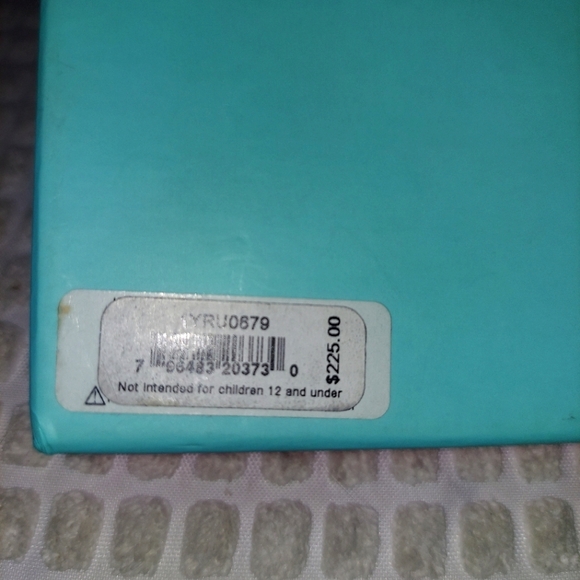 1YRU0679
7 96483 20373 0
Not intended for children 12 and under
$225.00